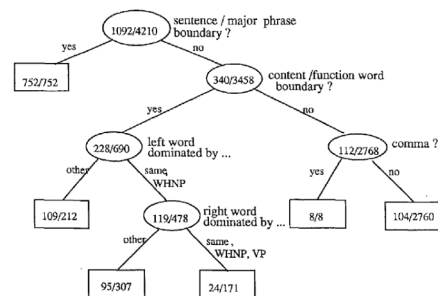 sentence / major phrase
boundary ?
1092/4210
yes
no
752/752
340/3458
content /function word
boundary ?
yes
no
228/690
left word
dominated by ...
112/2768
comma ?
other
same,
WHNP
yes
no
109/212
119/478
right word
dominated by ...
8/8
104/2760
other
same ,
WHNP, VP
95/307
24/171